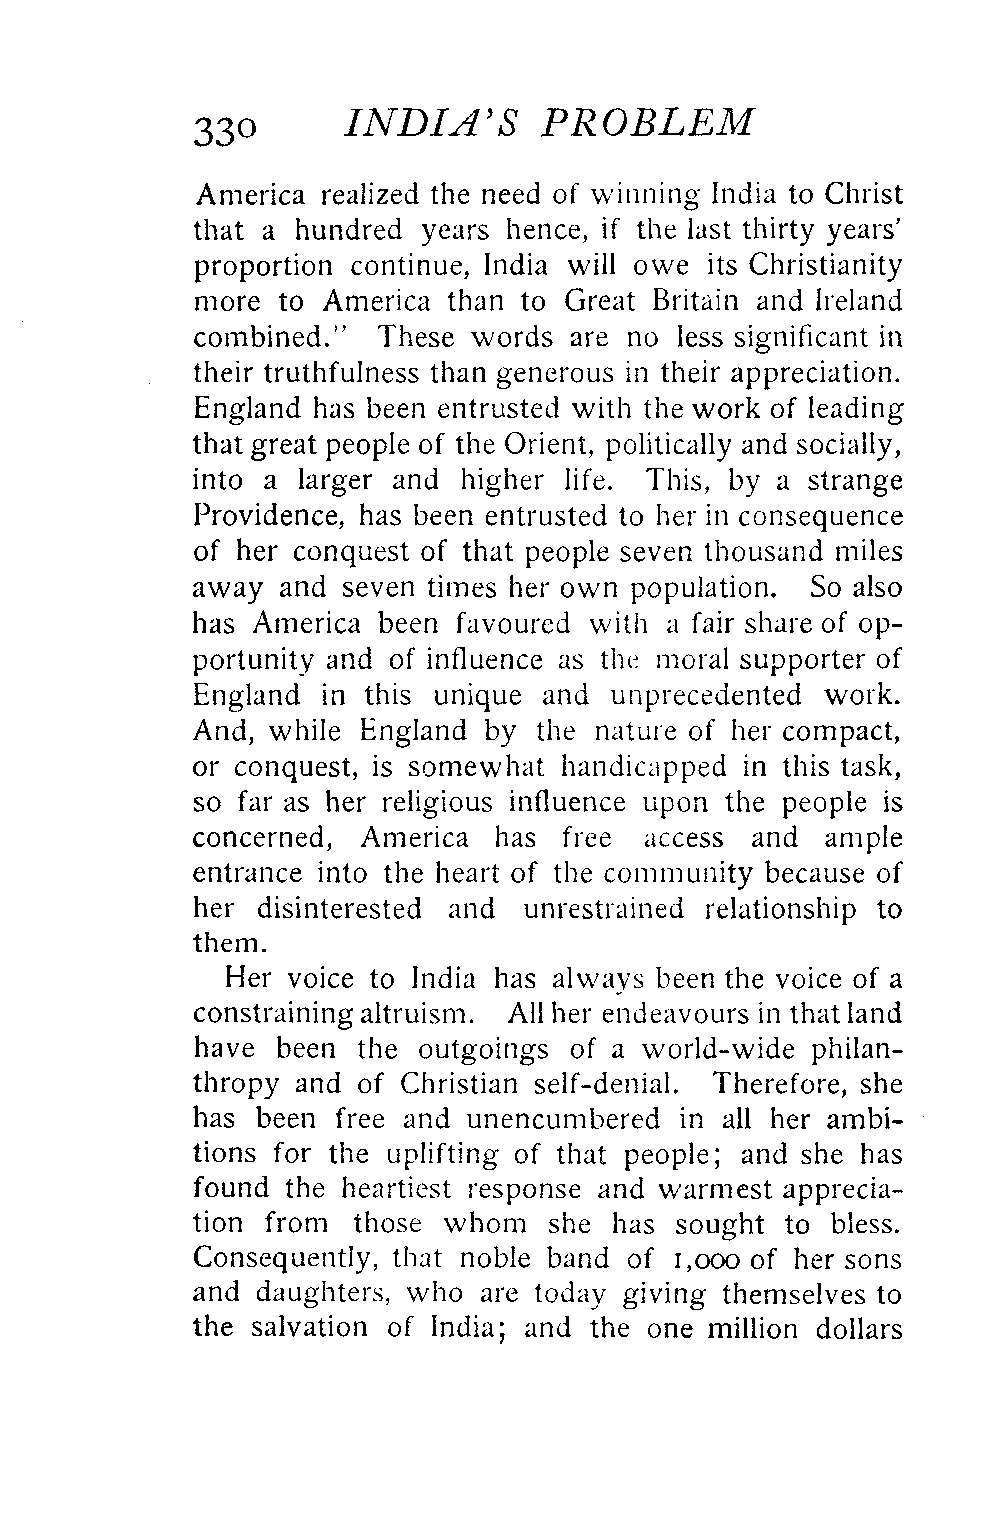 330 INDIA'S PROBLEM
America realized the need of winning India to Christ
that a hundred years hence, if the last thirty years'
proportion continue, India will owe its Christianity
more to America than to Great Britain and Ireland
combined." These words are no less significant in
their truthfulness than generous in their appreciation.
England has been entrusted with the work of leading
that great people of the Orient, politically and socially,
into a larger and higher life. This, by a strange
Providence, has been entrusted to her in consequence
of her conquest of that people seven thousand miles
away and seven times her own population. So also
has America been favoured with a fair share of op-
portunity and of influence as the moral supporter of
England in this unique and unprecedented work.
And, while England by the nature of her compact,
or conquest, is somewhat handicapped in this task,
so far as her religious influence upon the people is
concerned, America has free access and ample
entrance into the heart of the community because of
her disinterested and unrestrained relationship to
them.
Her voice to India has always been the voice of a
constraining altruism. All her endeavours in that land
have been the outgoings of a world-wide philan-
thropy and of Christian self-denial. Therefore, she
has been free and unencumbered in all her ambi-
tions for the uplifting of that people; and she has
found the heartiest response and warmest apprecia-
tion from those whom she has sought to bless.
Consequently, that noble band of 1,000 of her sons
and daughters, who are today giving themselves to
the salvation of India; and the one million dollars